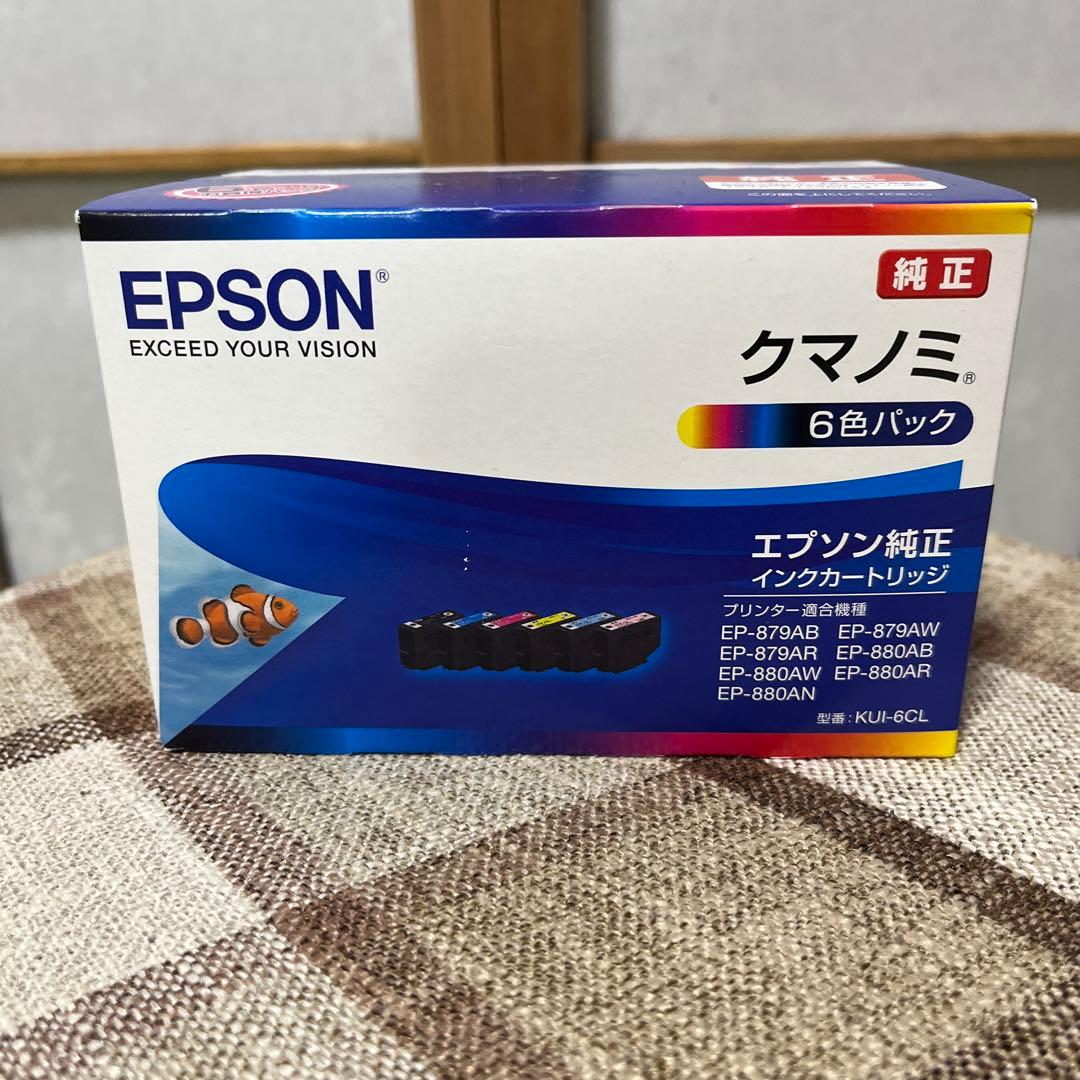 純正
EPSON®
EXCEED YOUR VISION
純正
クマノミ®
6色パック
エプソン純正
インクカートリッジ
プリンター適合機種
EP-879AB EP-879AW
EP-879AR EP-880AB
EP-880AW EP-880AR
EP-880AN
型番:KUI-6CL